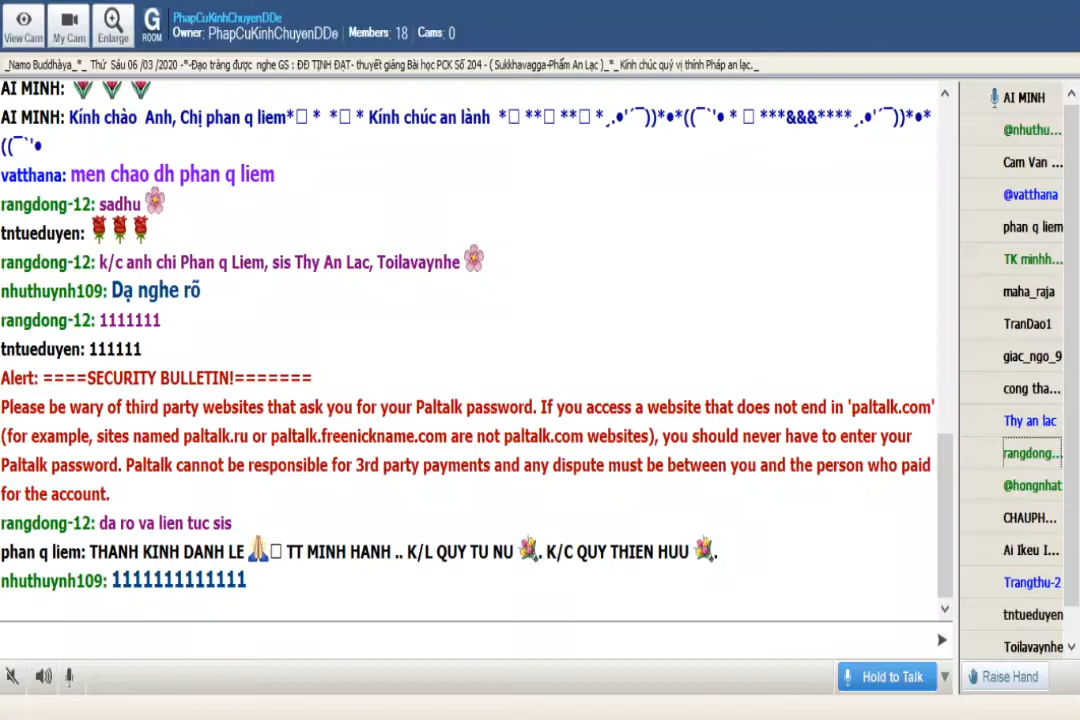 View Cam
My Cam
Enlarge
G
ROOM
PhapCuKinhChuyenDDe
Owner: PhapCuKinhChuyenDDe Members: 18 Cams: 0
_Namo Buddhàya_*_ Thứ Sáu 06 /03 /2020 -*-Đạo tràng được nghe GS : ĐĐ TỊNH ĐẠT- thuyết giảng Bài học PCK Số 204 - ( Sukkhavagga-Phẩm An Lạc )_*_Kính chúc quý vị thính Pháp an lạc._
AI MINH:
AI MINH: Kính chào Anh, Chị phan q liem*□ * *□ * Kính chúc an lành *□ **□ **□ *¸.•'´¯))*•*((¯`'• * □ ***&&&****¸.•'´¯))*•*
((¯`'•
vatthana: men chao dh phan q liem
rangdong-12: sadhu
tntueduyen:
rangdong-12: k/c anh chi Phan q Liem, sis Thy An Lac, Toilavaynhe
nhuthuynh109: Dạ nghe rõ
rangdong-12: 1111111
tntueduyen: 111111
Alert: ====SECURITY BULLETIN!=======
Please be wary of third party websites that ask you for your Paltalk password. If you access a website that does not end in 'paltalk.com'
(for example, sites named paltalk.ru or paltalk.freenickname.com are not paltalk.com websites), you should never have to enter your
Paltalk password. Paltalk cannot be responsible for 3rd party payments and any dispute must be between you and the person who paid
for the account.
rangdong-12: da ro va lien tuc sis
phan q liem: THANH KINH DANH LE □ TT MINH HANH .. K/L QUY TU NU . K/C QUY THIEN HUU .
nhuthuynh109: 1111111111111
AI MINH
@nhuthu...
Cam Van ...
@vatthana
phan q liem
TK minhh...
maha_raja
TranDao1
giac_ngo_9
cong tha...
Thy an lac
rangdong...
@hongnhat
CHAUPH...
Ai Ikeu I...
Trangthu-2
tntueduyen
Toilavaynhe
Hold to Talk
Raise Hand